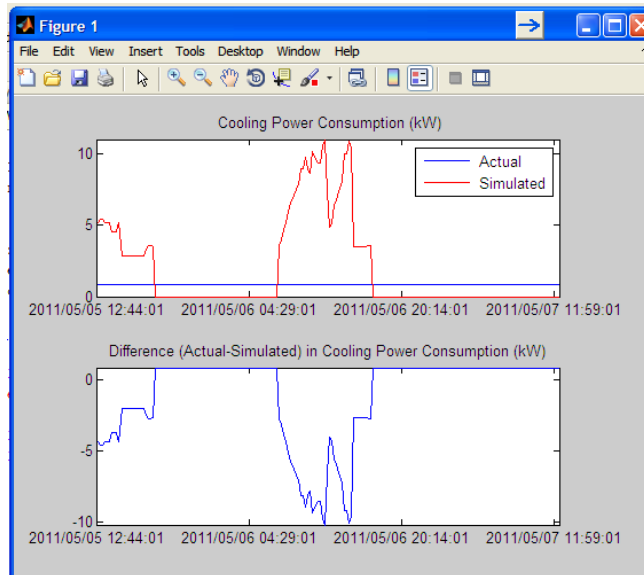 Figure 1
File Edit View Insert Tools Desktop Window Help
Cooling Power Consumption (kW)
10
5
0
Actual
Simulated
2011/05/05 12:44:01 2011/05/06 04:29:01 2011/05/06 20:14:01 2011/05/07 11:59:01
Difference (Actual-Simulated) in Cooling Power Consumption (kW)
0
-5
-10
2011/05/05 12:44:01 2011/05/06 04:29:01 2011/05/06 20:14:01 2011/05/07 11:59:01